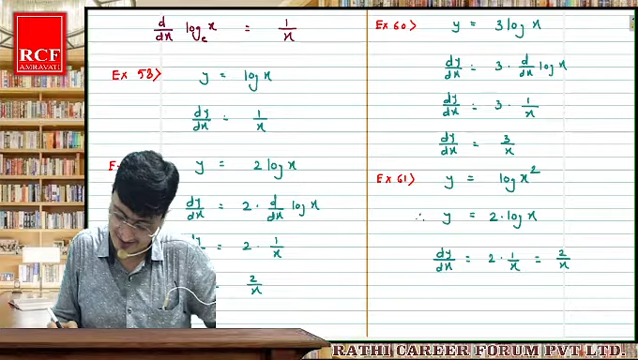 RCF
AMRAVATI
d/dx logₑ x = 1/x
Ex 58> y = log x
dy/dx = 1/x
y = 2 log x
dy/dx = 2 · d/dx log x
= 2 · 1/x
2/x
Ex 60> y = 3 log x
dy/dx = 3 · d/dx log x
dy/dx = 3 · 1/x
dy/dx = 3/x
Ex 61> y = log x²
∴ y = 2 · log x
dy/dx = 2 · 1/x = 2/x
RATHI CAREER FORUM PVT LTD.